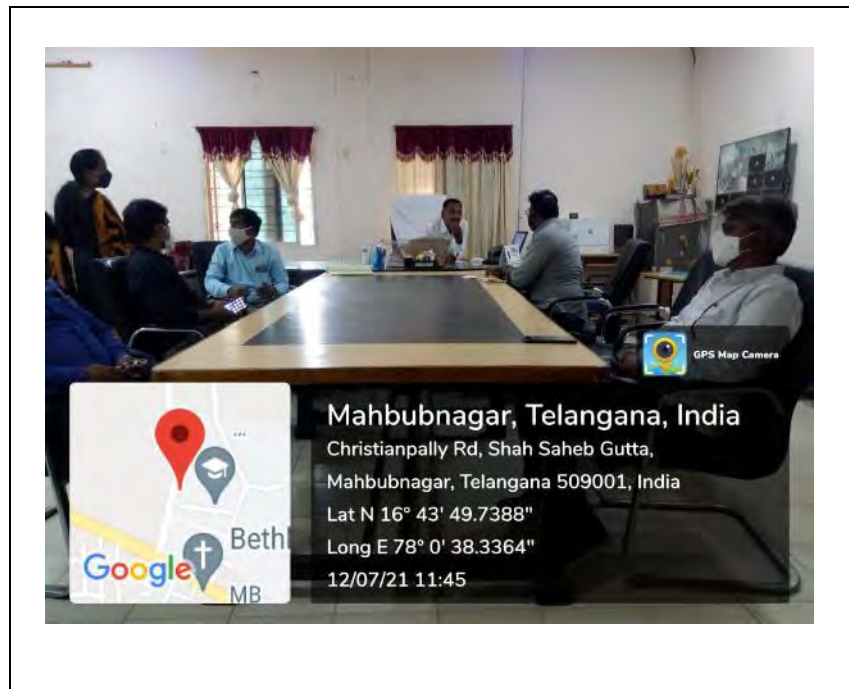 GPS Map Camera
Mahbubnagar, Telangana, India
Christianpally Rd, Shah Saheb Gutta,
Mahbubnagar, Telangana 509001, India
Lat N 16° 43' 49.7388"
Long E 78° 0' 38.3364"
12/07/21 11:45
...
Bethl
Google
MB